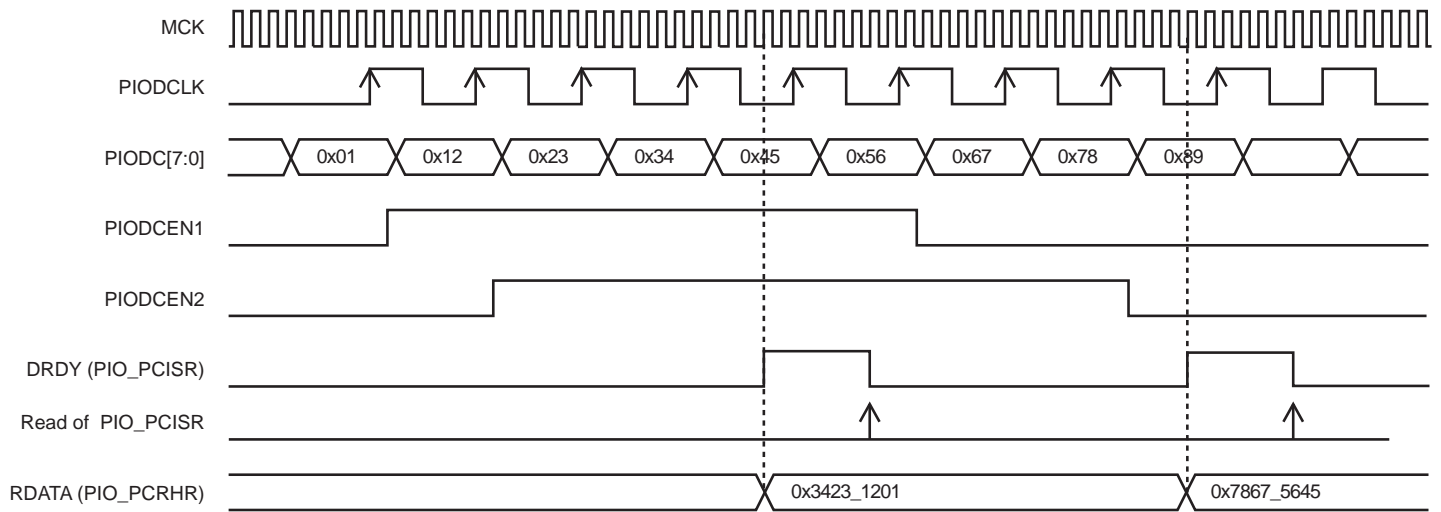 MCK
PIODCLK
PIODC[7:0] 0x01 0x12 0x23 0x34 0x45 0x56 0x67 0x78 0x89
PIODCEN1
PIODCEN2
DRDY (PIO_PCISR)
Read of PIO_PCISR
RDATA (PIO_PCRHR) 0x3423_1201 0x7867_5645